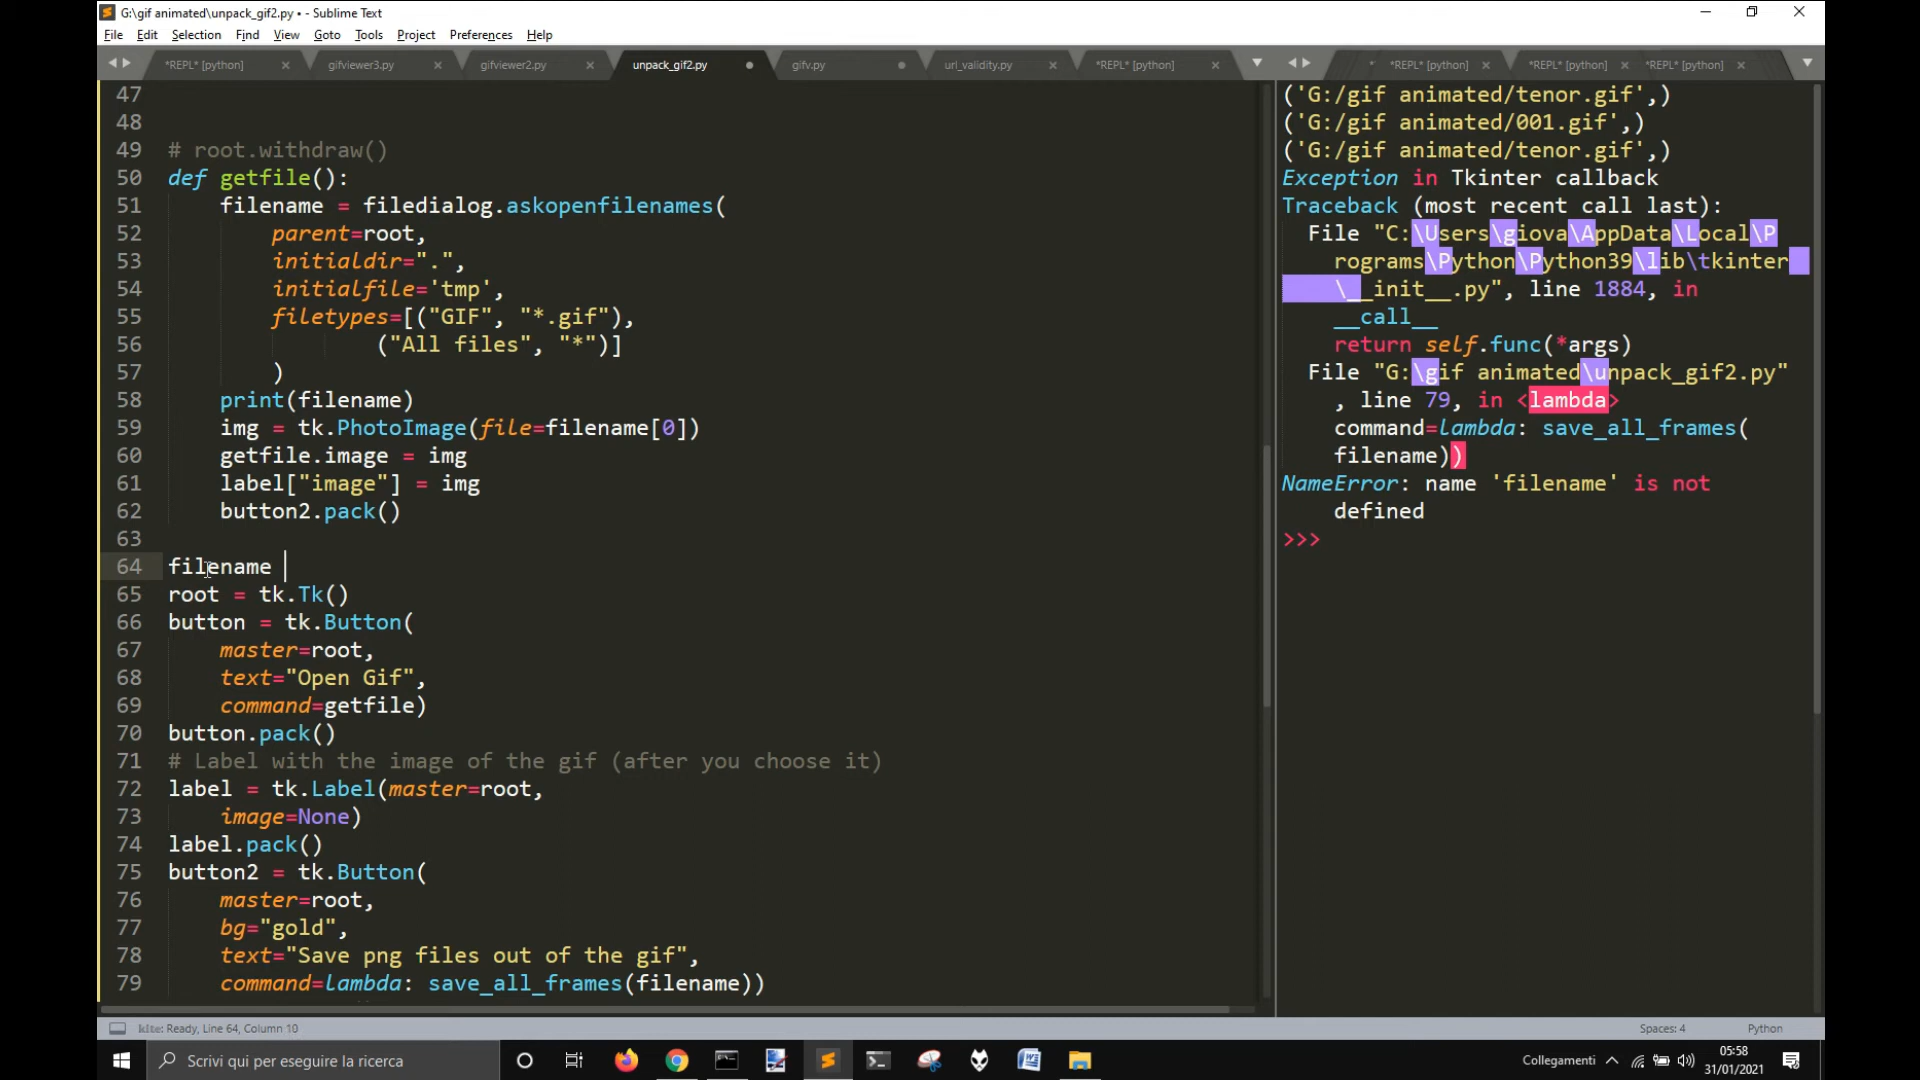 G:\gif animated\unpack_gif2.py • - Sublime Text
File Edit Selection Find View Goto Tools Project Preferences Help
*REPL* [python] gifviewer3.py gifviewer2.py unpack_gif2.py gifv.py url_validity.py *REPL* [python]
*REPL* [python] *REPL* [python] *REPL* [python]
47
48
49 # root.withdraw()
50 def getfile():
51 filename = filedialog.askopenfilenames(
52 parent=root,
53 initialdir=".",
54 initialfile='tmp',
55 filetypes=[("GIF", "*.gif"),
56 ("All files", "*")]
57 )
58 print(filename)
59 img = tk.PhotoImage(file=filename[0])
60 getfile.image = img
61 label["image"] = img
62 button2.pack()
63
64 filename
65 root = tk.Tk()
66 button = tk.Button(
67 master=root,
68 text="Open Gif",
69 command=getfile)
70 button.pack()
71 # Label with the image of the gif (after you choose it)
72 label = tk.Label(master=root,
73 image=None)
74 label.pack()
75 button2 = tk.Button(
76 master=root,
77 bg="gold",
78 text="Save png files out of the gif",
79 command=lambda: save_all_frames(filename))
('G:/gif animated/tenor.gif',)
('G:/gif animated/001.gif',)
('G:/gif animated/tenor.gif',)
Exception in Tkinter callback
Traceback (most recent call last):
File "C:\Users\giova\AppData\Local\P
rograms\Python\Python39\lib\tkinter
\__init__.py", line 1884, in
__call__
return self.func(*args)
File "G:\gif animated\unpack_gif2.py"
, line 79, in <lambda>
command=lambda: save_all_frames(
filename))
NameError: name 'filename' is not
defined
>>>
kite: Ready, Line 64, Column 10
Spaces: 4 Python
Scrivi qui per eseguire la ricerca
Collegamenti
05:58
31/01/2021